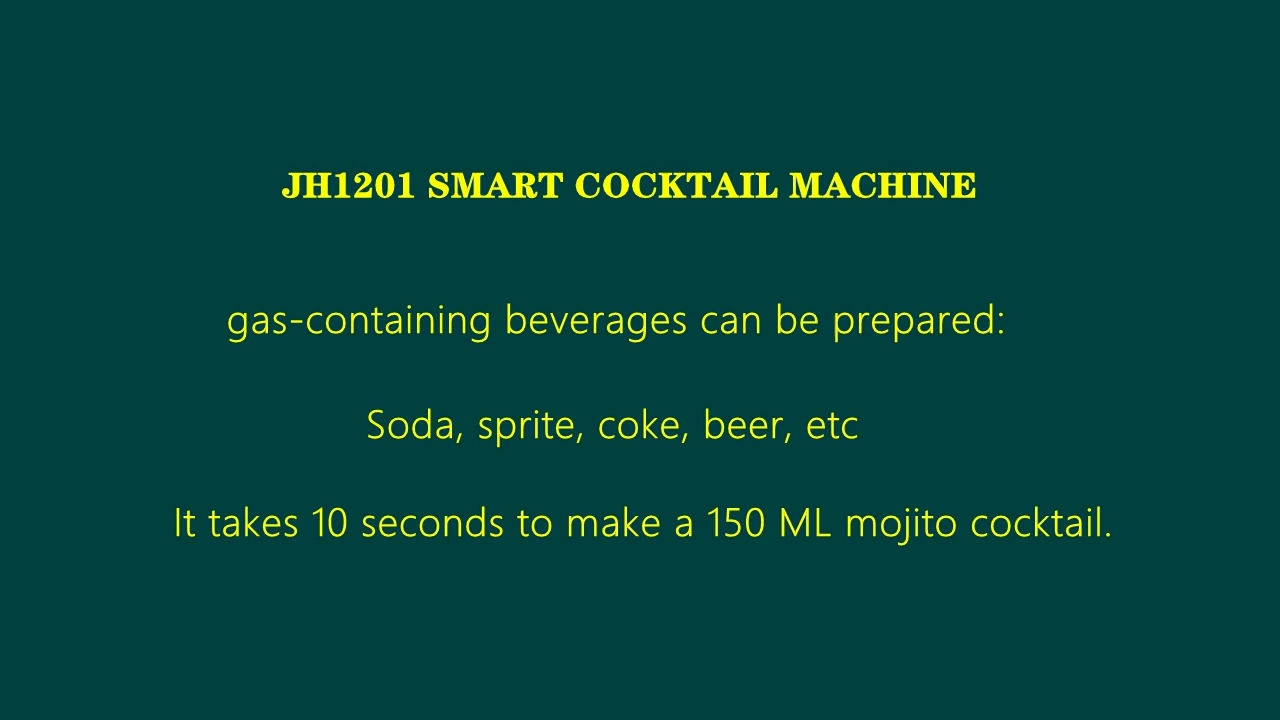 JH1201 SMART COCKTAIL MACHINE
gas-containing beverages can be prepared:
Soda, sprite, coke, beer, etc
It takes 10 seconds to make a 150 ML mojito cocktail.